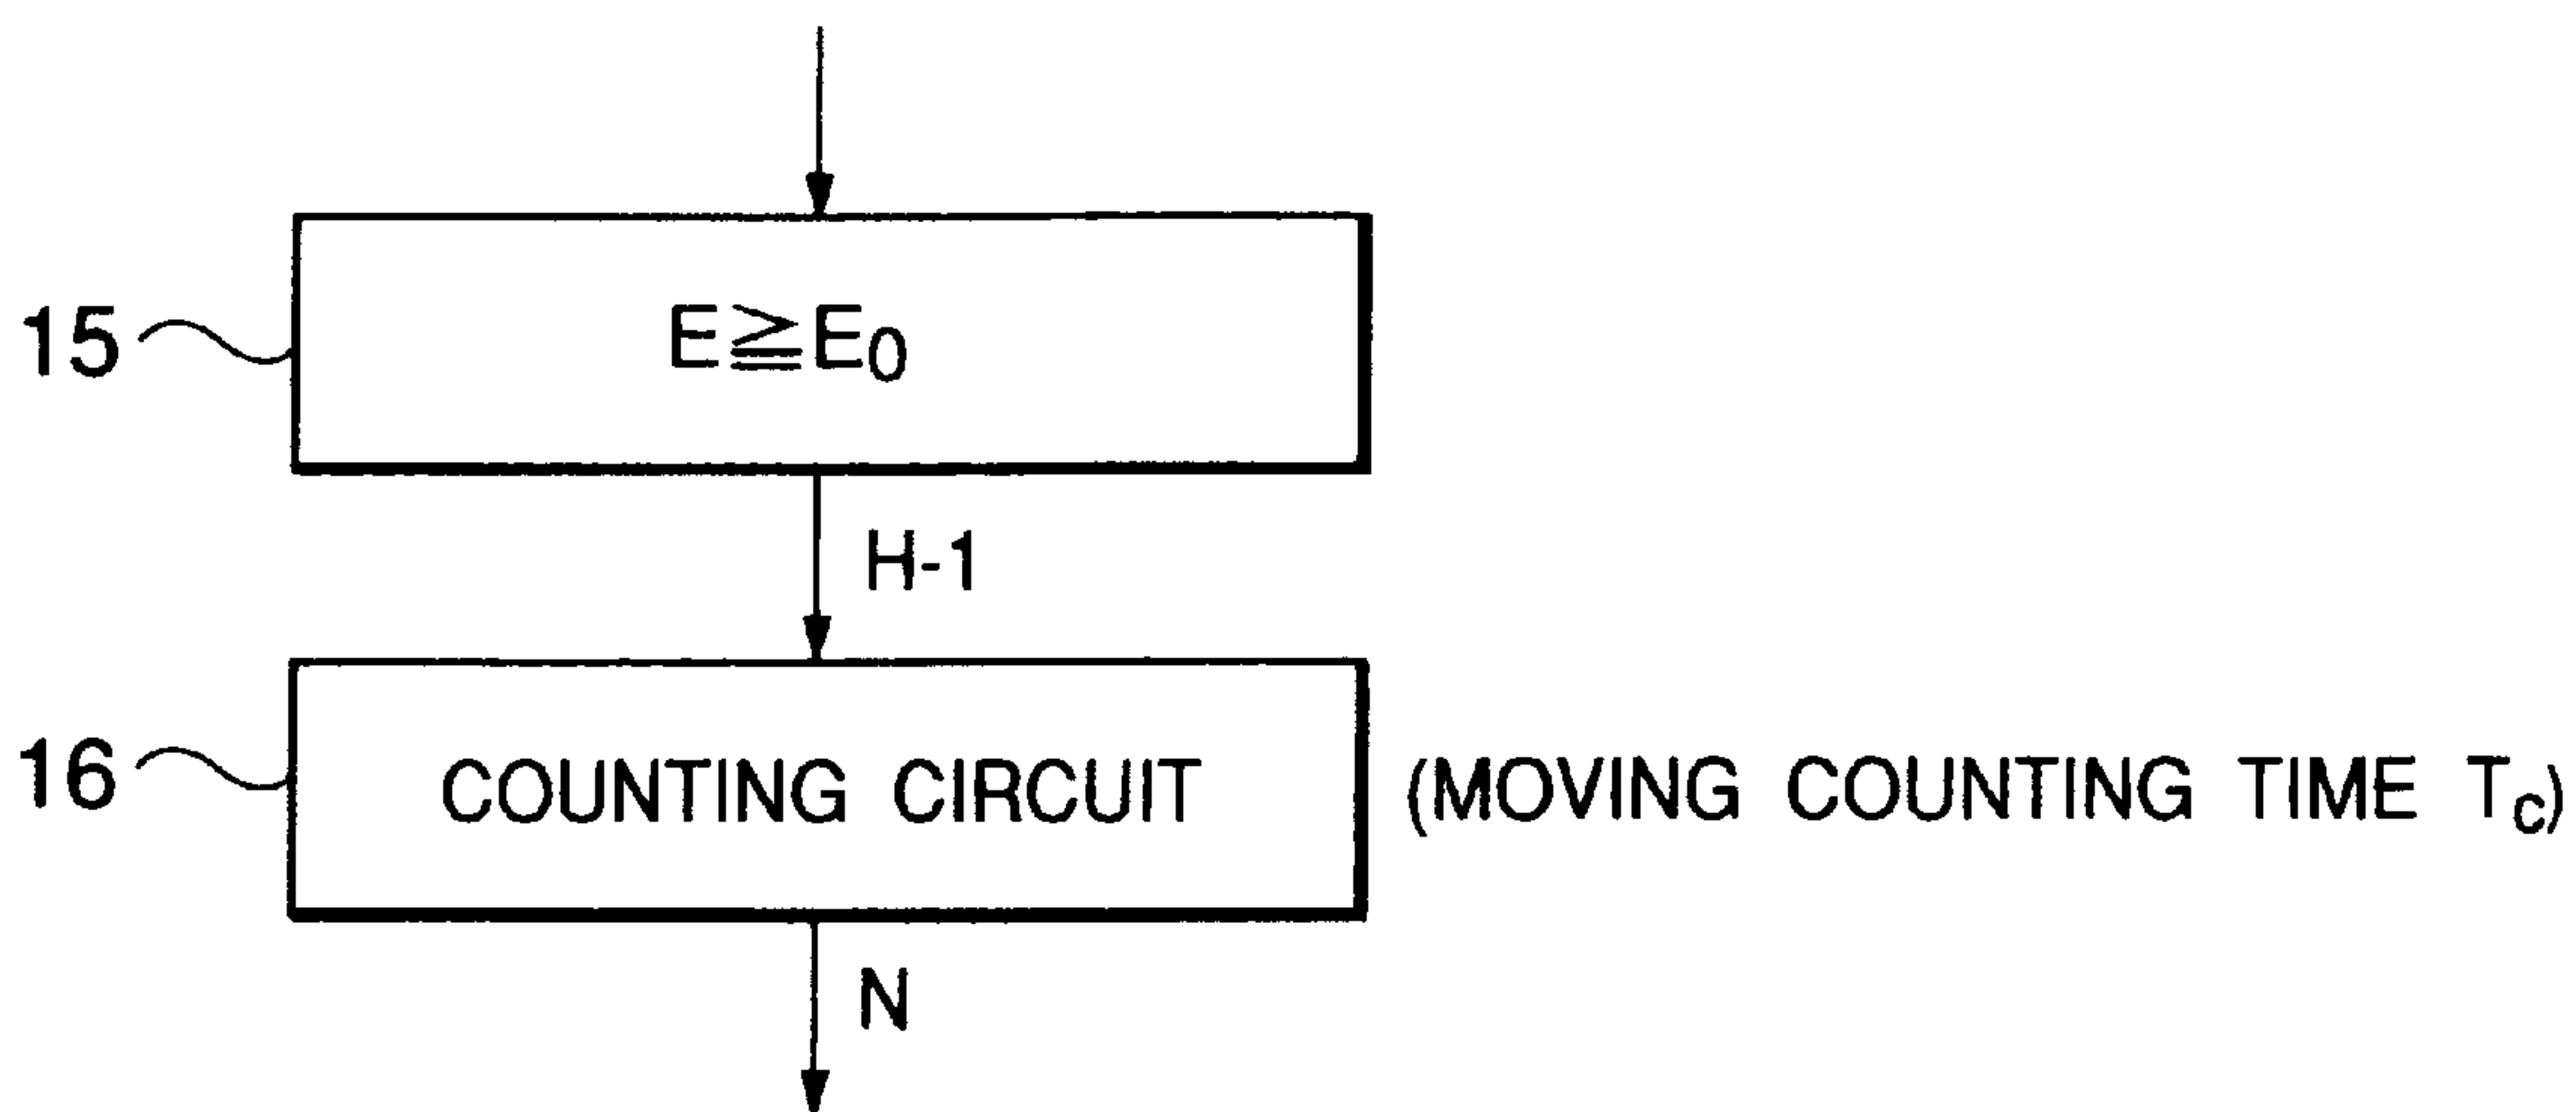 15
E≧E₀
H-1
16
COUNTING CIRCUIT
(MOVING COUNTING TIME Tc)
N